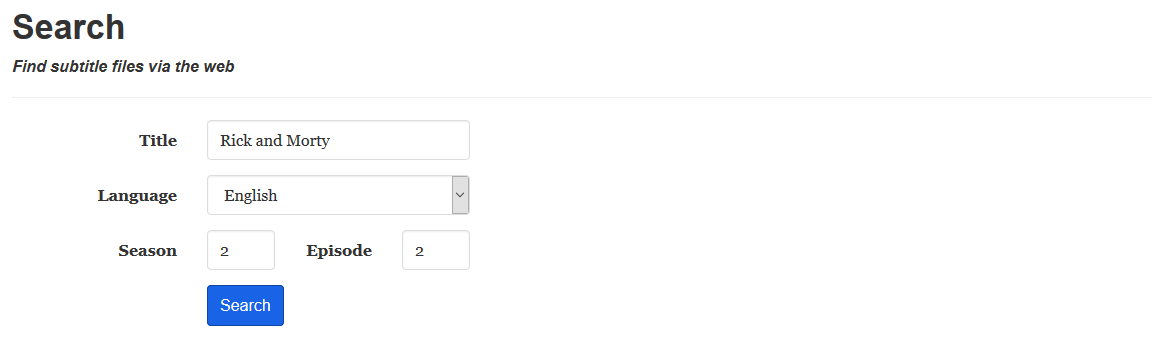 Search
Find subtitle files via the web
Title Rick and Morty
Language English
Season 2 Episode 2
Search